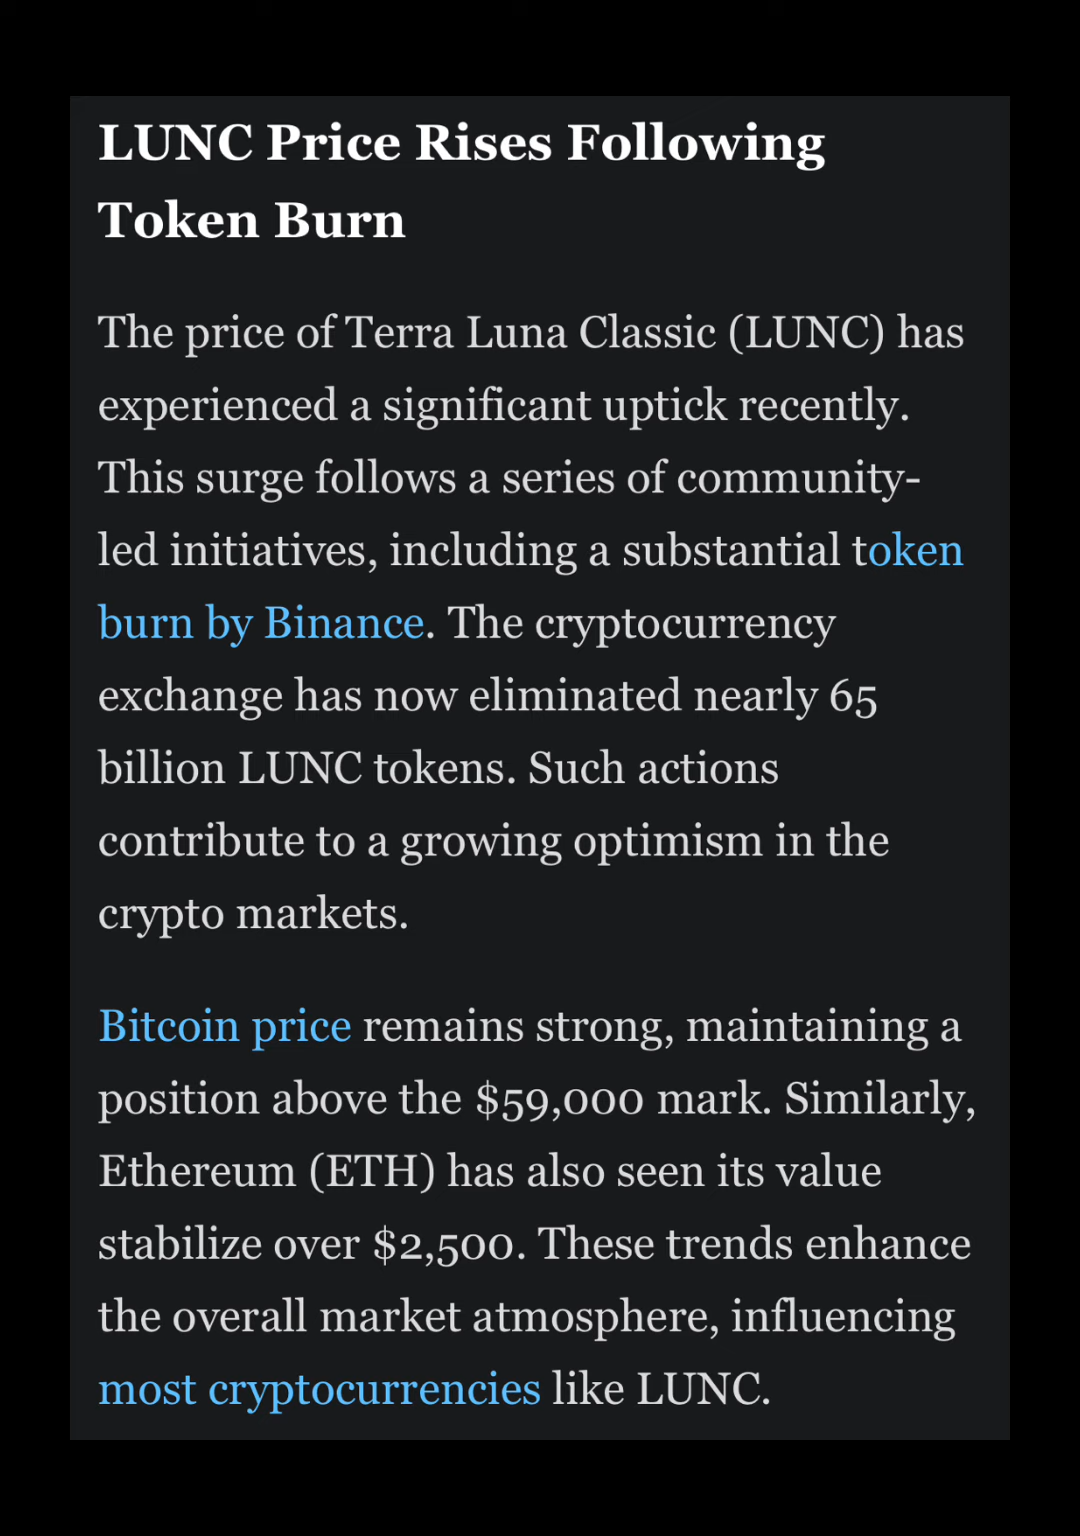 LUNC Price Rises Following
Token Burn
The price of Terra Luna Classic (LUNC) has
experienced a significant uptick recently.
This surge follows a series of community-
led initiatives, including a substantial token
burn by Binance. The cryptocurrency
exchange has now eliminated nearly 65
billion LUNC tokens. Such actions
contribute to a growing optimism in the
crypto markets.
Bitcoin price remains strong, maintaining a
position above the $59,000 mark. Similarly,
Ethereum (ETH) has also seen its value
stabilize over $2,500. These trends enhance
the overall market atmosphere, influencing
most cryptocurrencies like LUNC.